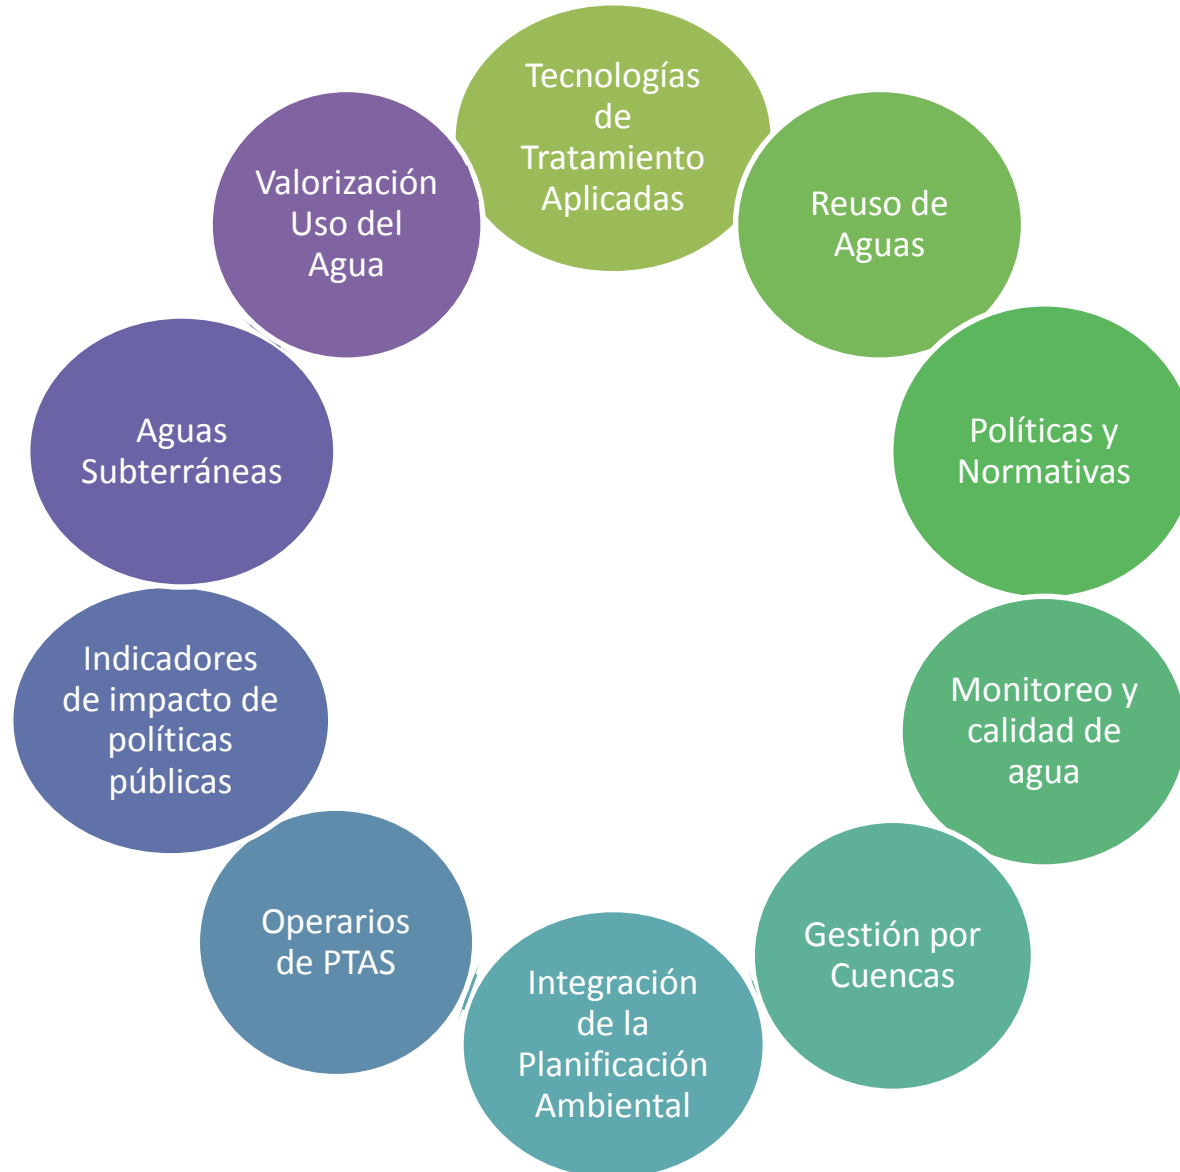 Tecnologías
de
Tratamiento
Aplicadas
Reuso de
Aguas
Políticas y
Normativas
Monitoreo y
calidad de
agua
Gestión por
Cuencas
Integración
de la
Planificación
Ambiental
Operarios
de PTAS
Indicadores
de impacto de
políticas
públicas
Aguas
Subterráneas
Valorización
Uso del
Agua